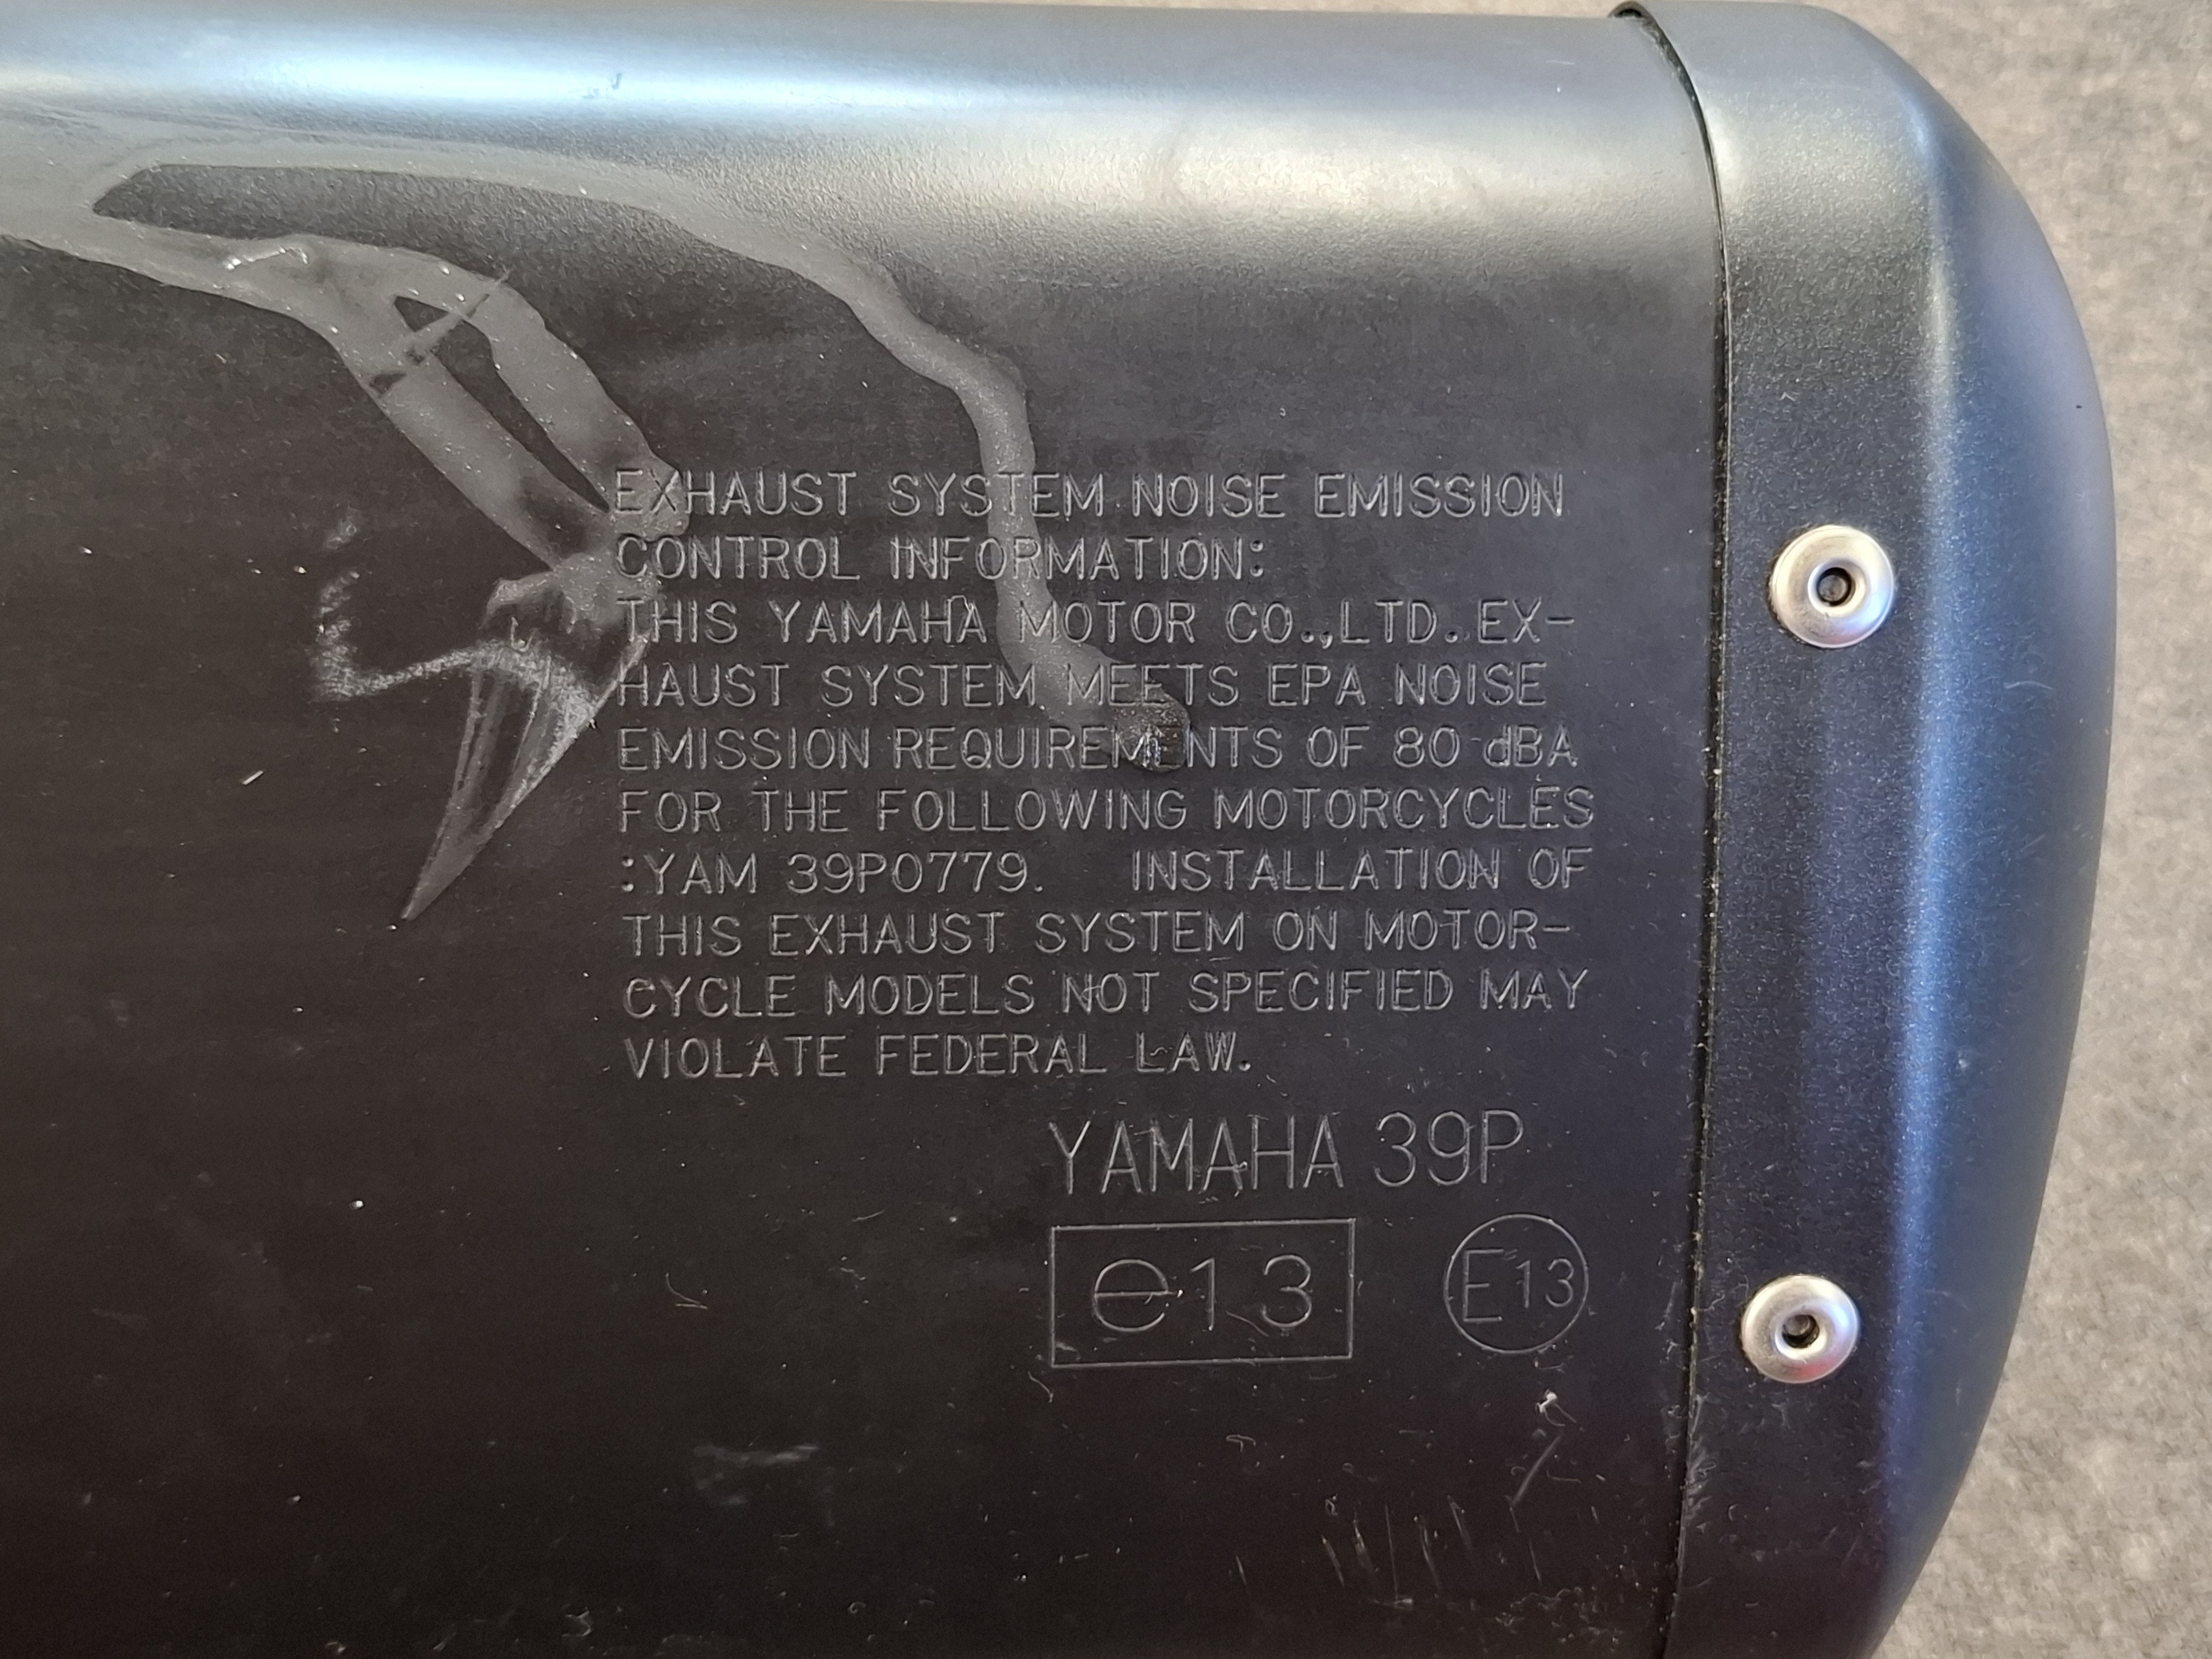 EXHAUST SYSTEM NOISE EMISSION
CONTROL INFORMATION:
THIS YAMAHA MOTOR CO.,LTD. EX-
HAUST SYSTEM MEETS EPA NOISE
EMISSION REQUIREMENTS OF 80 dBA
FOR THE FOLLOWING MOTORCYCLES
:YAM 39P0779. INSTALLATION OF
THIS EXHAUST SYSTEM ON MOTOR-
CYCLE MODELS NOT SPECIFIED MAY
VIOLATE FEDERAL LAW.
YAMAHA 39P
e13 E13